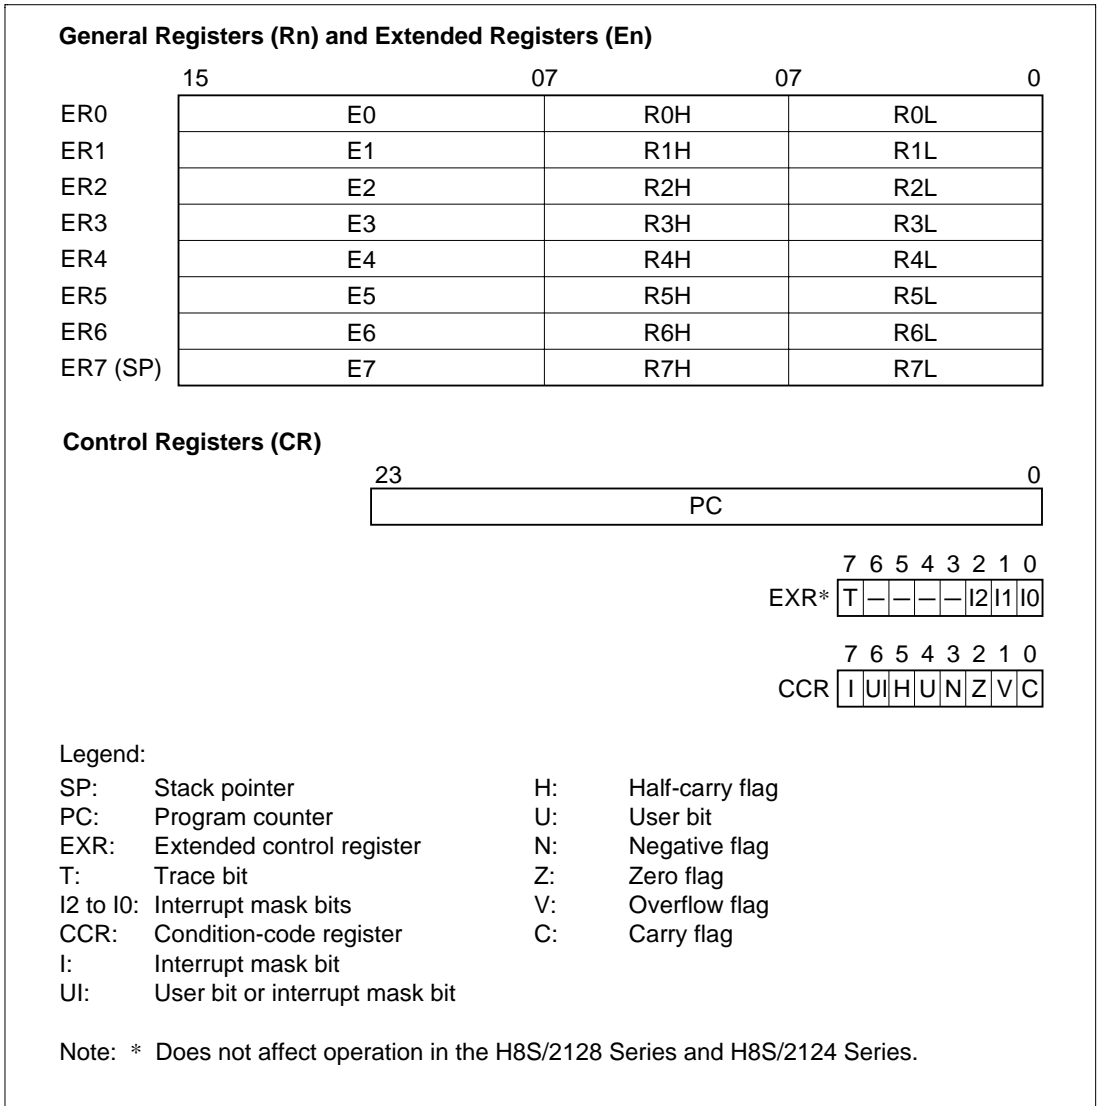 General Registers (Rn) and Extended Registers (En)
15 07 07 0
ER0 E0 R0H R0L
ER1 E1 R1H R1L
ER2 E2 R2H R2L
ER3 E3 R3H R3L
ER4 E4 R4H R4L
ER5 E5 R5H R5L
ER6 E6 R6H R6L
ER7 (SP) E7 R7H R7L
Control Registers (CR)
23 0
PC
7 6 5 4 3 2 1 0
EXR* T — — — — I2 I1 I0
7 6 5 4 3 2 1 0
CCR I UI H U N Z V C
Legend:
SP: Stack pointer H: Half-carry flag
PC: Program counter U: User bit
EXR: Extended control register N: Negative flag
T: Trace bit Z: Zero flag
I2 to I0: Interrupt mask bits V: Overflow flag
CCR: Condition-code register C: Carry flag
I: Interrupt mask bit
UI: User bit or interrupt mask bit
Note: * Does not affect operation in the H8S/2128 Series and H8S/2124 Series.